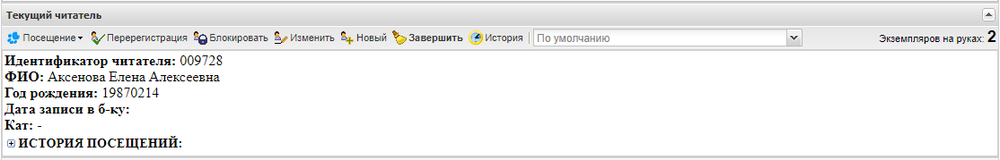 Текущий читатель
Посещение Перерегистрация Блокировать Изменить Новый Завершить История По умолчанию Экземпляров на руках: 2
Идентификатор читателя: 009728
ФИО: Аксенова Елена Алексеевна
Год рождения: 19870214
Дата записи в б-ку:
Кат: -
ИСТОРИЯ ПОСЕЩЕНИЙ: